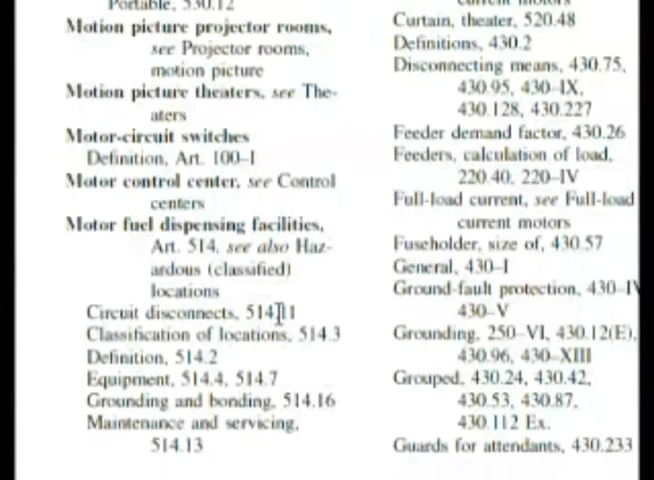 Portable, 530.12
Motion picture projector rooms,
see Projector rooms,
motion picture
Motion picture theaters, see The-
aters
Motor-circuit switches
Definition, Art. 100–I
Motor control center, see Control
centers
Motor fuel dispensing facilities,
Art. 514, see also Haz-
ardous (classified)
locations
Circuit disconnects, 514.11
Classification of locations, 514.3
Definition, 514.2
Equipment, 514.4, 514.7
Grounding and bonding, 514.16
Maintenance and servicing,
514.13
current motors
Curtain, theater, 520.48
Definitions, 430.2
Disconnecting means, 430.75,
430.95, 430–IX,
430.128, 430.227
Feeder demand factor, 430.26
Feeders, calculation of load,
220.40, 220–IV
Full-load current, see Full-load
current motors
Fuseholder, size of, 430.57
General, 430–I
Ground-fault protection, 430–IV
430–V
Grounding, 250–VI, 430.12(E),
430.96, 430–XIII
Grouped, 430.24, 430.42,
430.53, 430.87,
430.112 Ex.
Guards for attendants, 430.233